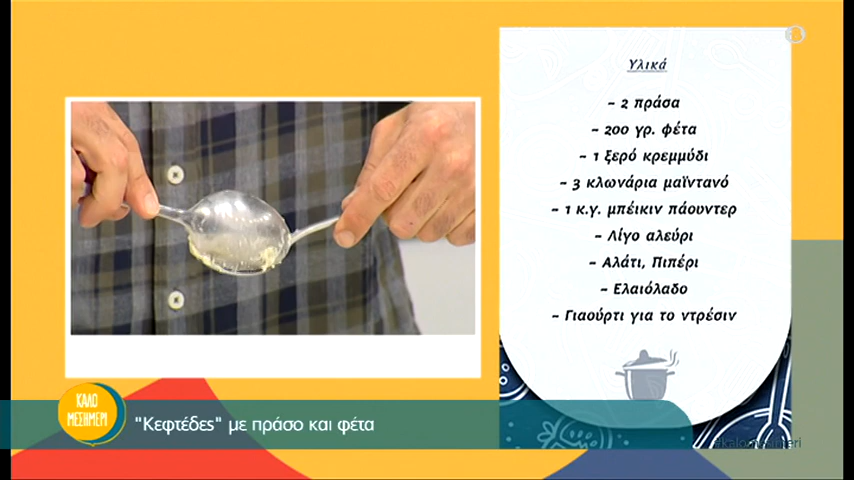 Υλικά
~ 2 πράσα
~ 200 γρ. φέτα
~ 1 ξερό κρεμμύδι
~ 3 κλωνάρια μαϊντανό
~ 1 κ.γ. μπέικιν πάουντερ
~ Λίγο αλεύρι
~ Αλάτι, Πιπέρι
~ Ελαιόλαδο
~ Γιαούρτι για το ντρέσιν
ΚΑΛΟ
ΜΕΣΗΜΕΡΙ
"Κεφτέδες" με πράσο και φέτα
#kalomesimeri